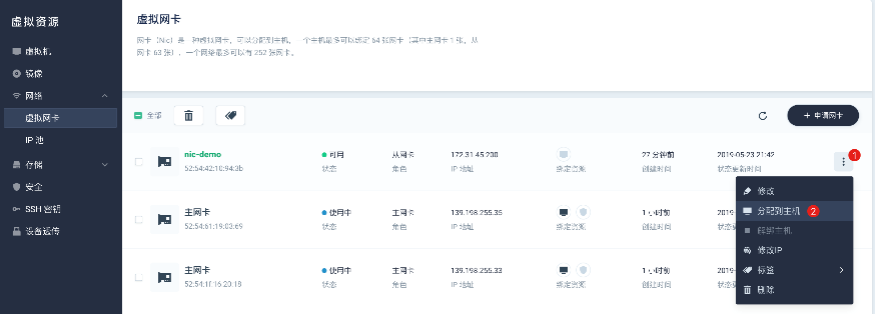 虚拟资源
虚拟机
镜像
网络
虚拟网卡
IP 池
存储
安全
SSH 密钥
设备透传
虚拟网卡
网卡（Nic）是一种虚拟网卡，可以分配到主机。一个主机最多可以绑定 64 张网卡（其中主网卡 1 张，从
网卡 63 张），一个网络最多可以有 252 张网卡。
全部
+ 申请网卡
nic-demo 可用 从网卡 172.31.45.230 27 分钟前 2019-05-23 21:42 1
52:54:42:10:94:3b 状态 角色 IP 地址 绑定资源 创建时间 状态更新时间
修改
分配到主机 2
解绑主机
修改IP
标签
删除
主网卡 使用中 主网卡 139.198.255.35 1 小时前 2019-0
52:54:61:19:03:69 状态 角色 IP 地址 绑定资源 创建时间 状态更
主网卡 使用中 主网卡 139.198.255.33 1 小时前 2019-0
52:54:1f:16:20:18 状态 角色 IP 地址 绑定资源 创建时间 状态更